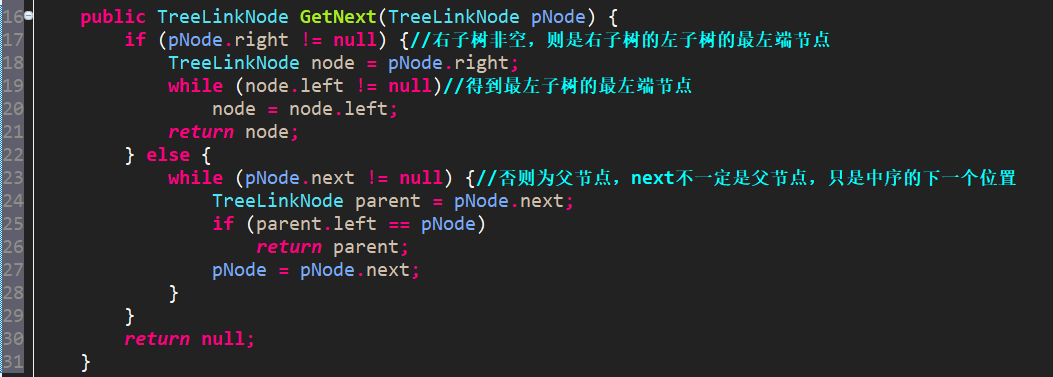 16 public TreeLinkNode GetNext(TreeLinkNode pNode) {
17 if (pNode.right != null) {//右子树非空，则是右子树的左子树的最左端节点
18 TreeLinkNode node = pNode.right;
19 while (node.left != null)//得到最左子树的最左端节点
20 node = node.left;
21 return node;
22 } else {
23 while (pNode.next != null) {//否则为父节点，next不一定是父节点，只是中序的下一个位置
24 TreeLinkNode parent = pNode.next;
25 if (parent.left == pNode)
26 return parent;
27 pNode = pNode.next;
28 }
29 }
30 return null;
31 }